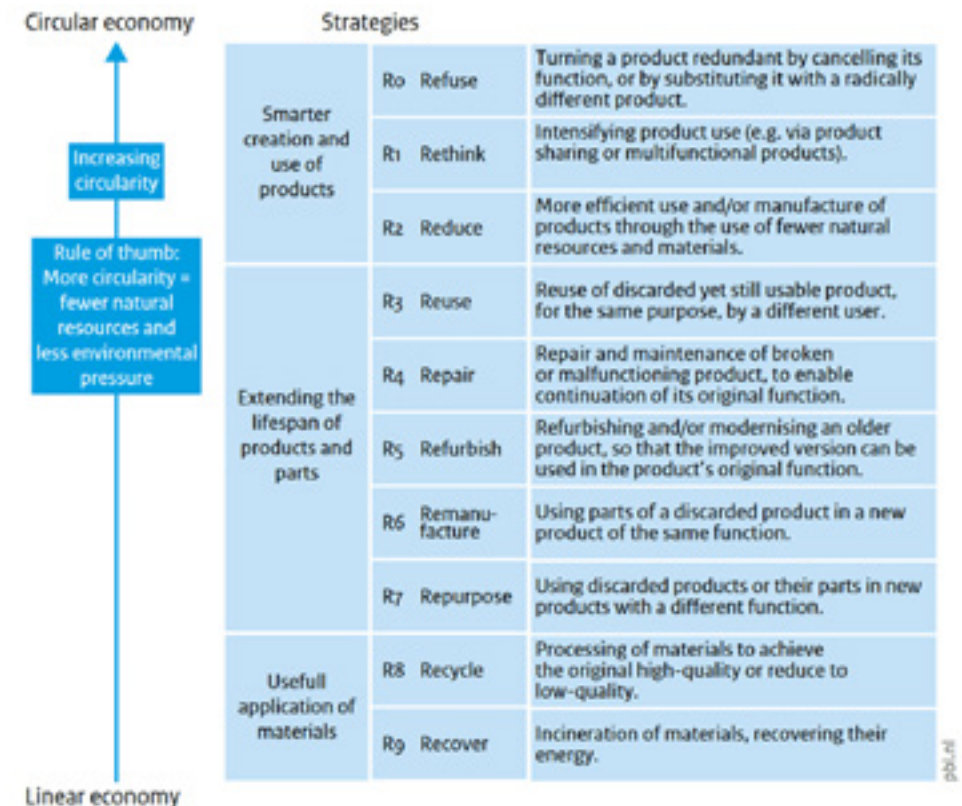 Circular economy
Strategies
Increasing
circularity
Rule of thumb:
More circularity =
fewer natural
resources and
less environmental
pressure
Linear economy
Smarter
creation and
use of
products
R0 Refuse
Turning a product redundant by cancelling its
function, or by substituting it with a radically
different product.
R1 Rethink
Intensifying product use (e.g. via product
sharing or multifunctional products).
R2 Reduce
More efficient use and/or manufacture of
products through the use of fewer natural
resources and materials.
Extending the
lifespan of
products and
parts
R3 Reuse
Reuse of discarded yet still usable product,
for the same purpose, by a different user.
R4 Repair
Repair and maintenance of broken
or malfunctioning product, to enable
continuation of its original function.
R5 Refurbish
Refurbishing and/or modernising an older
product, so that the improved version can be
used in the product's original function.
R6 Remanu-
facture
Using parts of a discarded product in a new
product of the same function.
R7 Repurpose
Using discarded products or their parts in new
products with a different function.
Usefull
application of
materials
R8 Recycle
Processing of materials to achieve
the original high-quality or reduce to
low-quality.
R9 Recover
Incineration of materials, recovering their
energy.
pbl.nl